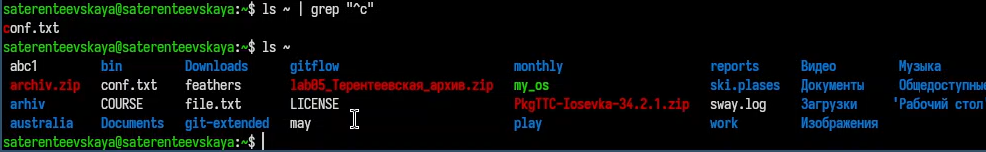 saterenteevskaya@saterenteevskaya:~$ ls ~ | grep "^c"
conf.txt
saterenteevskaya@saterenteevskaya:~$ ls ~
abc1 bin Downloads gitflow monthly reports Видео Музыка
archiv.zip conf.txt feathers lab05_Терентеевская_архив.zip my_os ski.plases Документы Общедоступные
arhiv COURSE file.txt LICENSE PkgTTC-Iosevka-34.2.1.zip sway.log Загрузки 'Рабочий стол
australia Documents git-extended may play work Изображения
saterenteevskaya@saterenteevskaya:~$